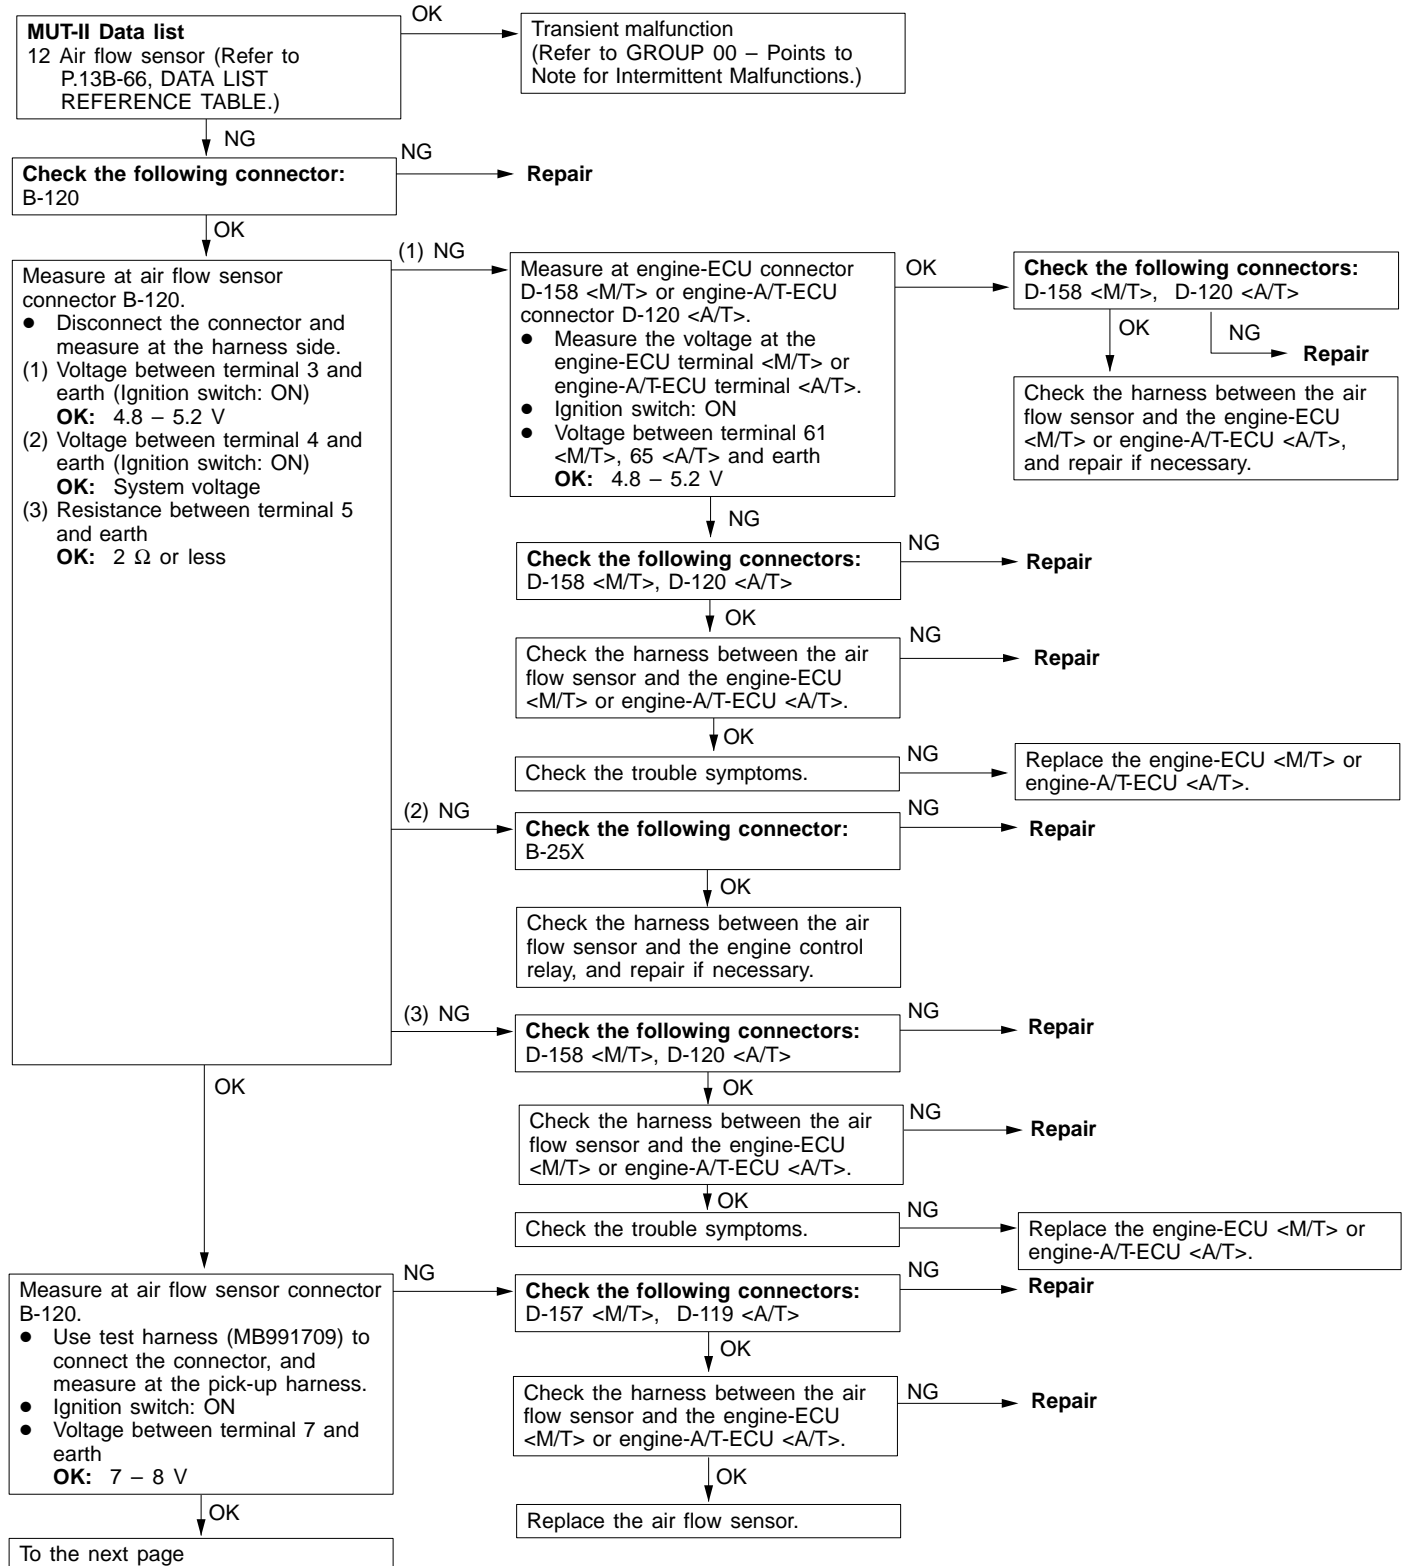 MUT-II Data list
12 Air flow sensor (Refer to
P.13B-66, DATA LIST
REFERENCE TABLE.)
OK
Transient malfunction
(Refer to GROUP 00 – Points to
Note for Intermittent Malfunctions.)
NG
Check the following connector:
B-120
NG
Repair
OK
Measure at air flow sensor
connector B-120.
● Disconnect the connector and
measure at the harness side.
(1) Voltage between terminal 3 and
earth (Ignition switch: ON)
OK: 4.8 – 5.2 V
(2) Voltage between terminal 4 and
earth (Ignition switch: ON)
OK: System voltage
(3) Resistance between terminal 5
and earth
OK: 2 Ω or less
(1) NG
Measure at engine-ECU connector
D-158 <M/T> or engine-A/T-ECU
connector D-120 <A/T>.
● Measure the voltage at the
engine-ECU terminal <M/T> or
engine-A/T-ECU terminal <A/T>.
● Ignition switch: ON
● Voltage between terminal 61
<M/T>, 65 <A/T> and earth
OK: 4.8 – 5.2 V
OK
Check the following connectors:
D-158 <M/T>, D-120 <A/T>
OK
NG
Repair
Check the harness between the air
flow sensor and the engine-ECU
<M/T> or engine-A/T-ECU <A/T>,
and repair if necessary.
NG
Check the following connectors:
D-158 <M/T>, D-120 <A/T>
NG
Repair
OK
Check the harness between the air
flow sensor and the engine-ECU
<M/T> or engine-A/T-ECU <A/T>.
NG
Repair
OK
Check the trouble symptoms.
NG
Replace the engine-ECU <M/T> or
engine-A/T-ECU <A/T>.
(2) NG
Check the following connector:
B-25X
NG
Repair
OK
Check the harness between the air
flow sensor and the engine control
relay, and repair if necessary.
(3) NG
Check the following connectors:
D-158 <M/T>, D-120 <A/T>
NG
Repair
OK
Check the harness between the air
flow sensor and the engine-ECU
<M/T> or engine-A/T-ECU <A/T>.
NG
Repair
OK
Check the trouble symptoms.
NG
Replace the engine-ECU <M/T> or
engine-A/T-ECU <A/T>.
OK
Measure at air flow sensor connector
B-120.
● Use test harness (MB991709) to
connect the connector, and
measure at the pick-up harness.
● Ignition switch: ON
● Voltage between terminal 7 and
earth
OK: 7 – 8 V
NG
Check the following connectors:
D-157 <M/T>, D-119 <A/T>
NG
Repair
OK
Check the harness between the air
flow sensor and the engine-ECU
<M/T> or engine-A/T-ECU <A/T>.
NG
Repair
OK
Replace the air flow sensor.
OK
To the next page